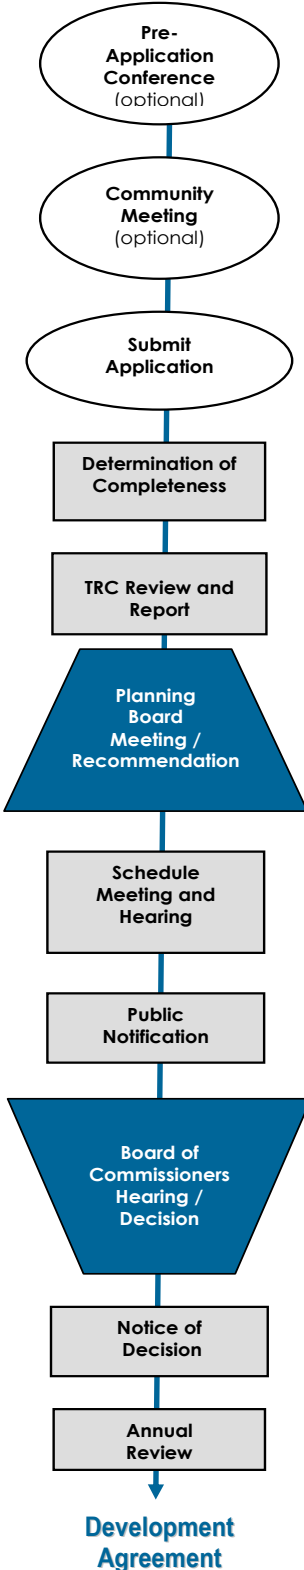 Pre-
Application
Conference
(optional)
Community
Meeting
(optional)
Submit
Application
Determination of
Completeness
TRC Review and
Report
Planning
Board
Meeting /
Recommendation
Schedule
Meeting and
Hearing
Public
Notification
Board of
Commissioners
Hearing /
Decision
Notice of
Decision
Annual
Review
Development
Agreement